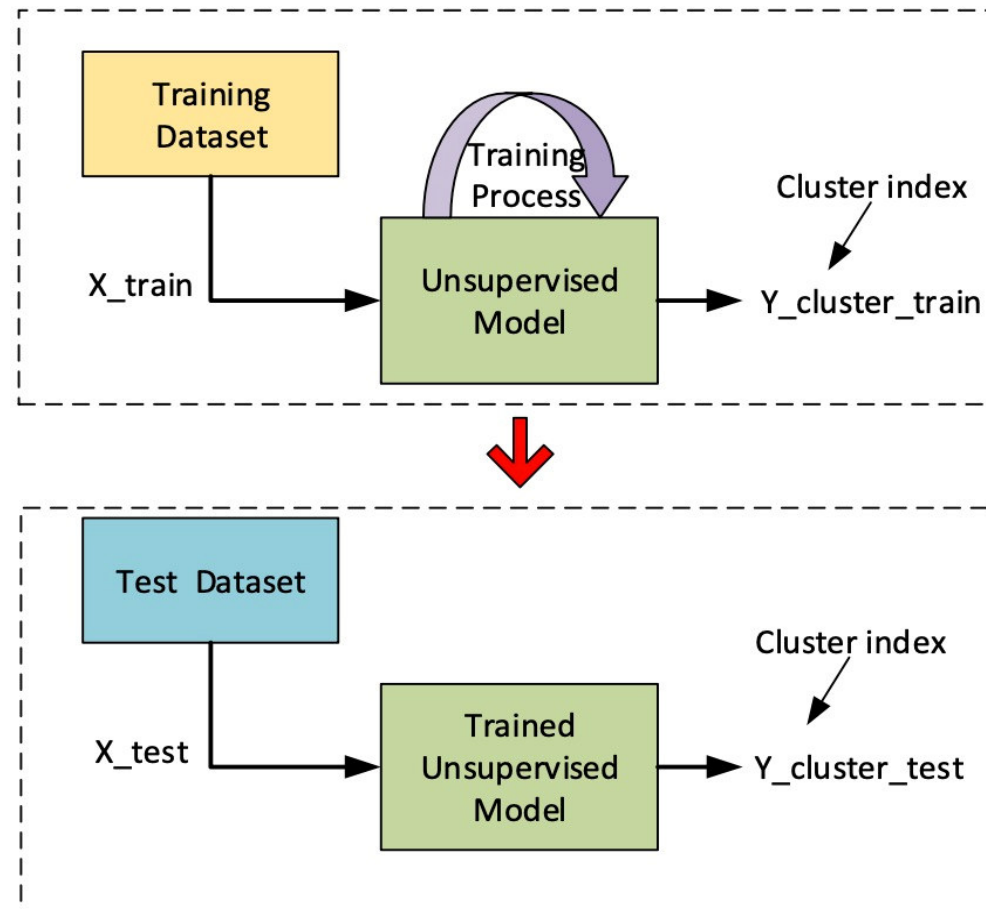 Training
Dataset
Training
Process
Cluster index
X_train
Unsupervised
Model
Y_cluster_train
Test Dataset
Cluster index
X_test
Trained
Unsupervised
Model
Y_cluster_test